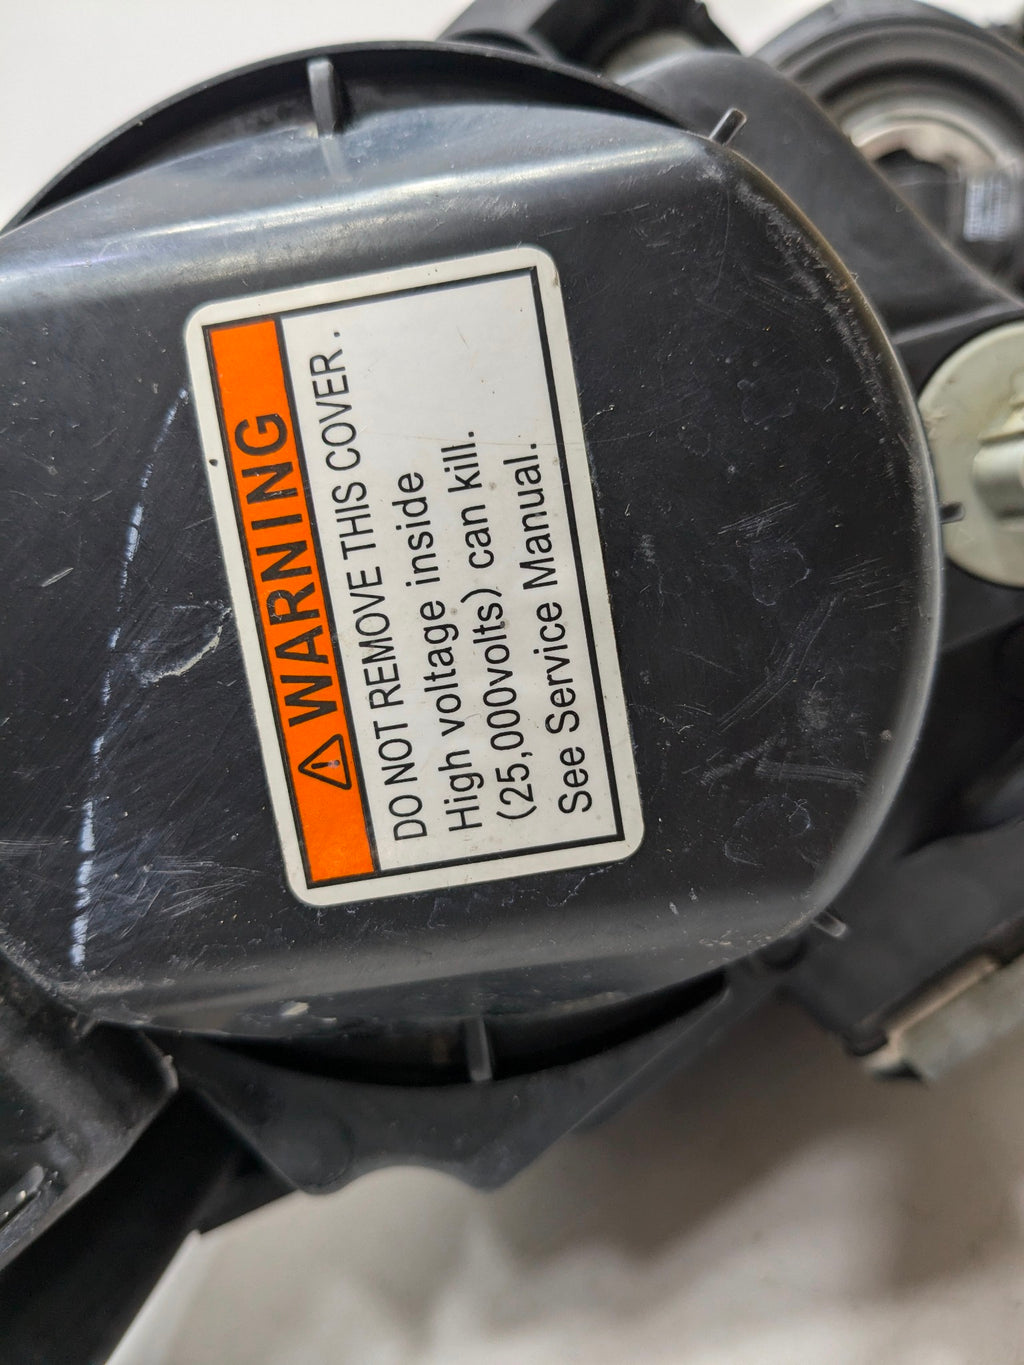 ⚠ WARNING
DO NOT REMOVE THIS COVER.
High voltage inside
(25,000volts) can kill.
See Service Manual.